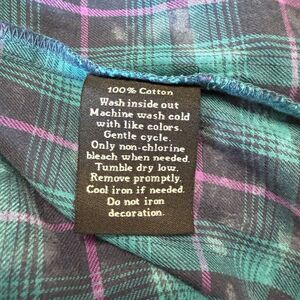 100% Cotton
Wash inside out
Machine wash cold
with like colors.
Gentle cycle.
Only non-chlorine
bleach when needed.
Tumble dry low.
Remove promptly.
Cool iron if needed.
Do not iron
decoration.